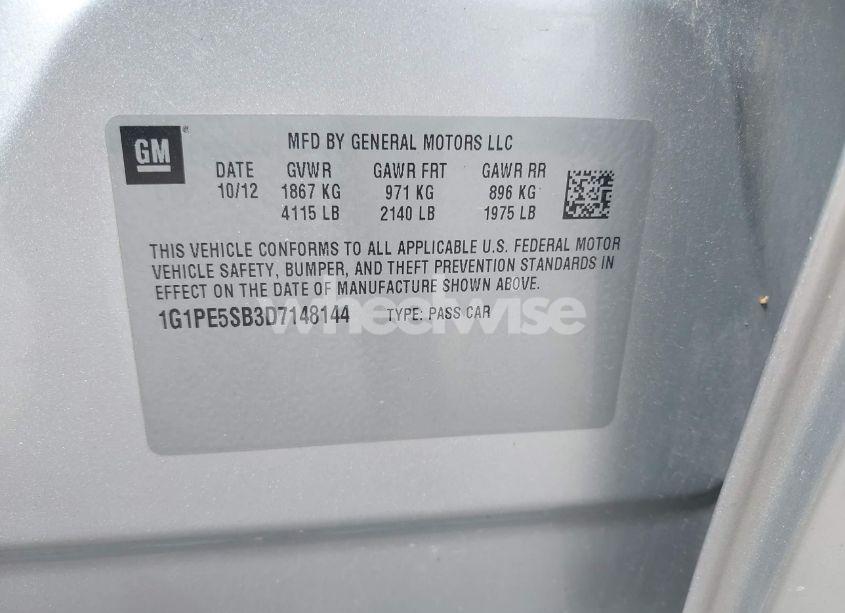 GM
MFD BY GENERAL MOTORS LLC
DATE GVWR GAWR FRT GAWR RR
10/12 1867 KG 971 KG 896 KG
4115 LB 2140 LB 1975 LB
THIS VEHICLE CONFORMS TO ALL APPLICABLE U.S. FEDERAL MOTOR
VEHICLE SAFETY, BUMPER, AND THEFT PREVENTION STANDARDS IN
EFFECT ON THE DATE OF MANUFACTURE SHOWN ABOVE.
1G1PE5SB3D7148144 TYPE: PASS CAR
wheelwise